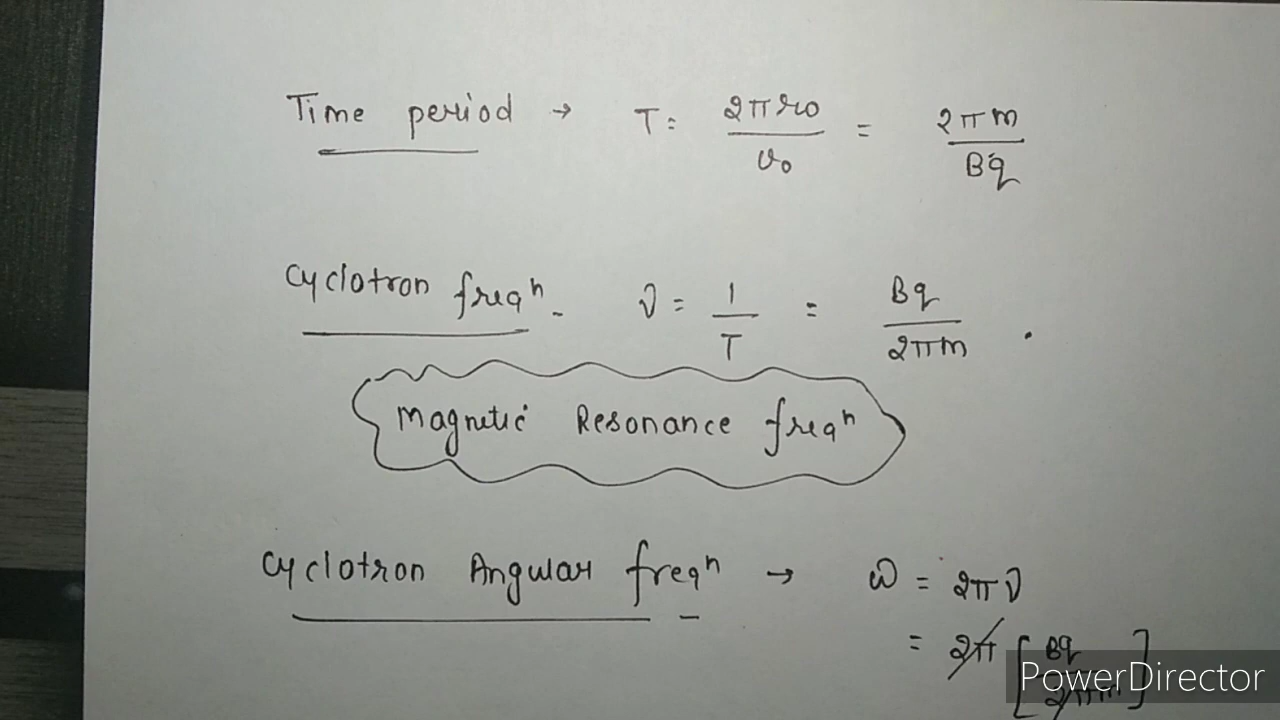 Time period → T = 2πr0 / v0 = 2πm / Bq
Cyclotron freqⁿ - ν = 1 / T = Bq / 2πm .
Magnetic Resonance freqⁿ
Cyclotron Angular freqⁿ → ω = 2πν
= 2π [ Bq / 2πm ]
PowerDirector